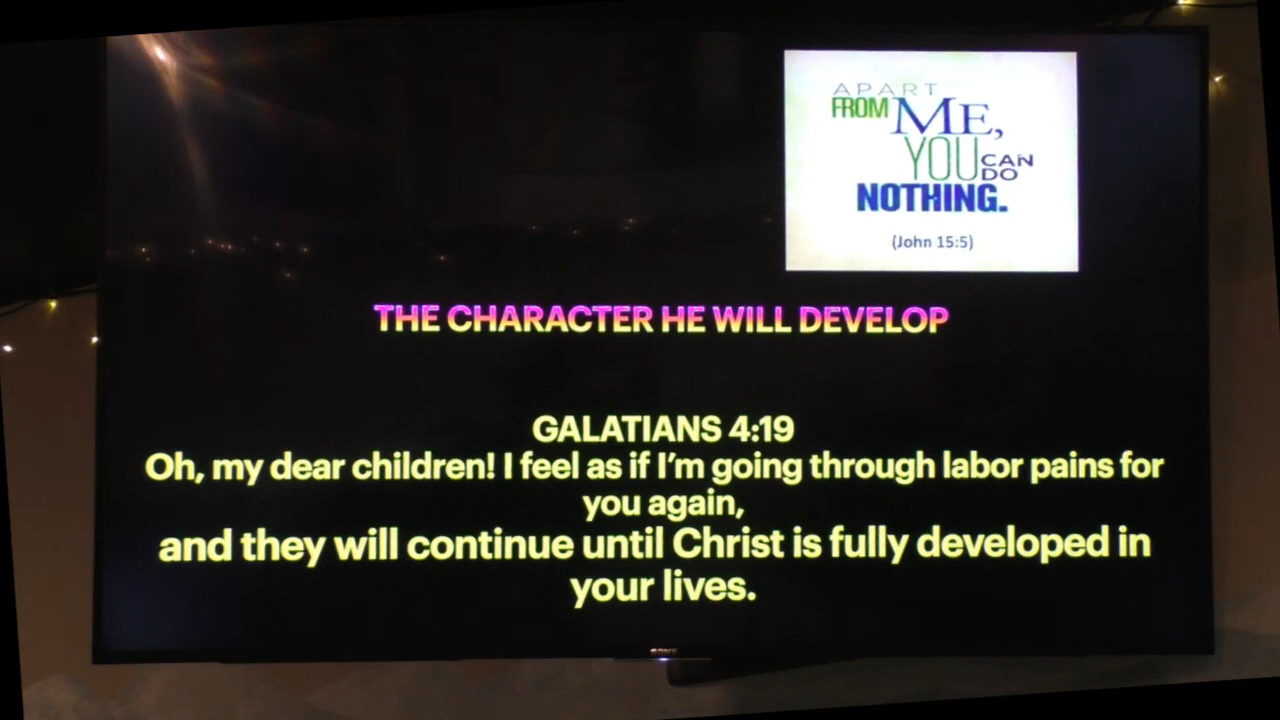 APART
FROM ME,
YOU CAN
DO
NOTHING.
(John 15:5)
THE CHARACTER HE WILL DEVELOP
GALATIANS 4:19
Oh, my dear children! I feel as if I'm going through labor pains for
you again,
and they will continue until Christ is fully developed in
your lives.
SONY